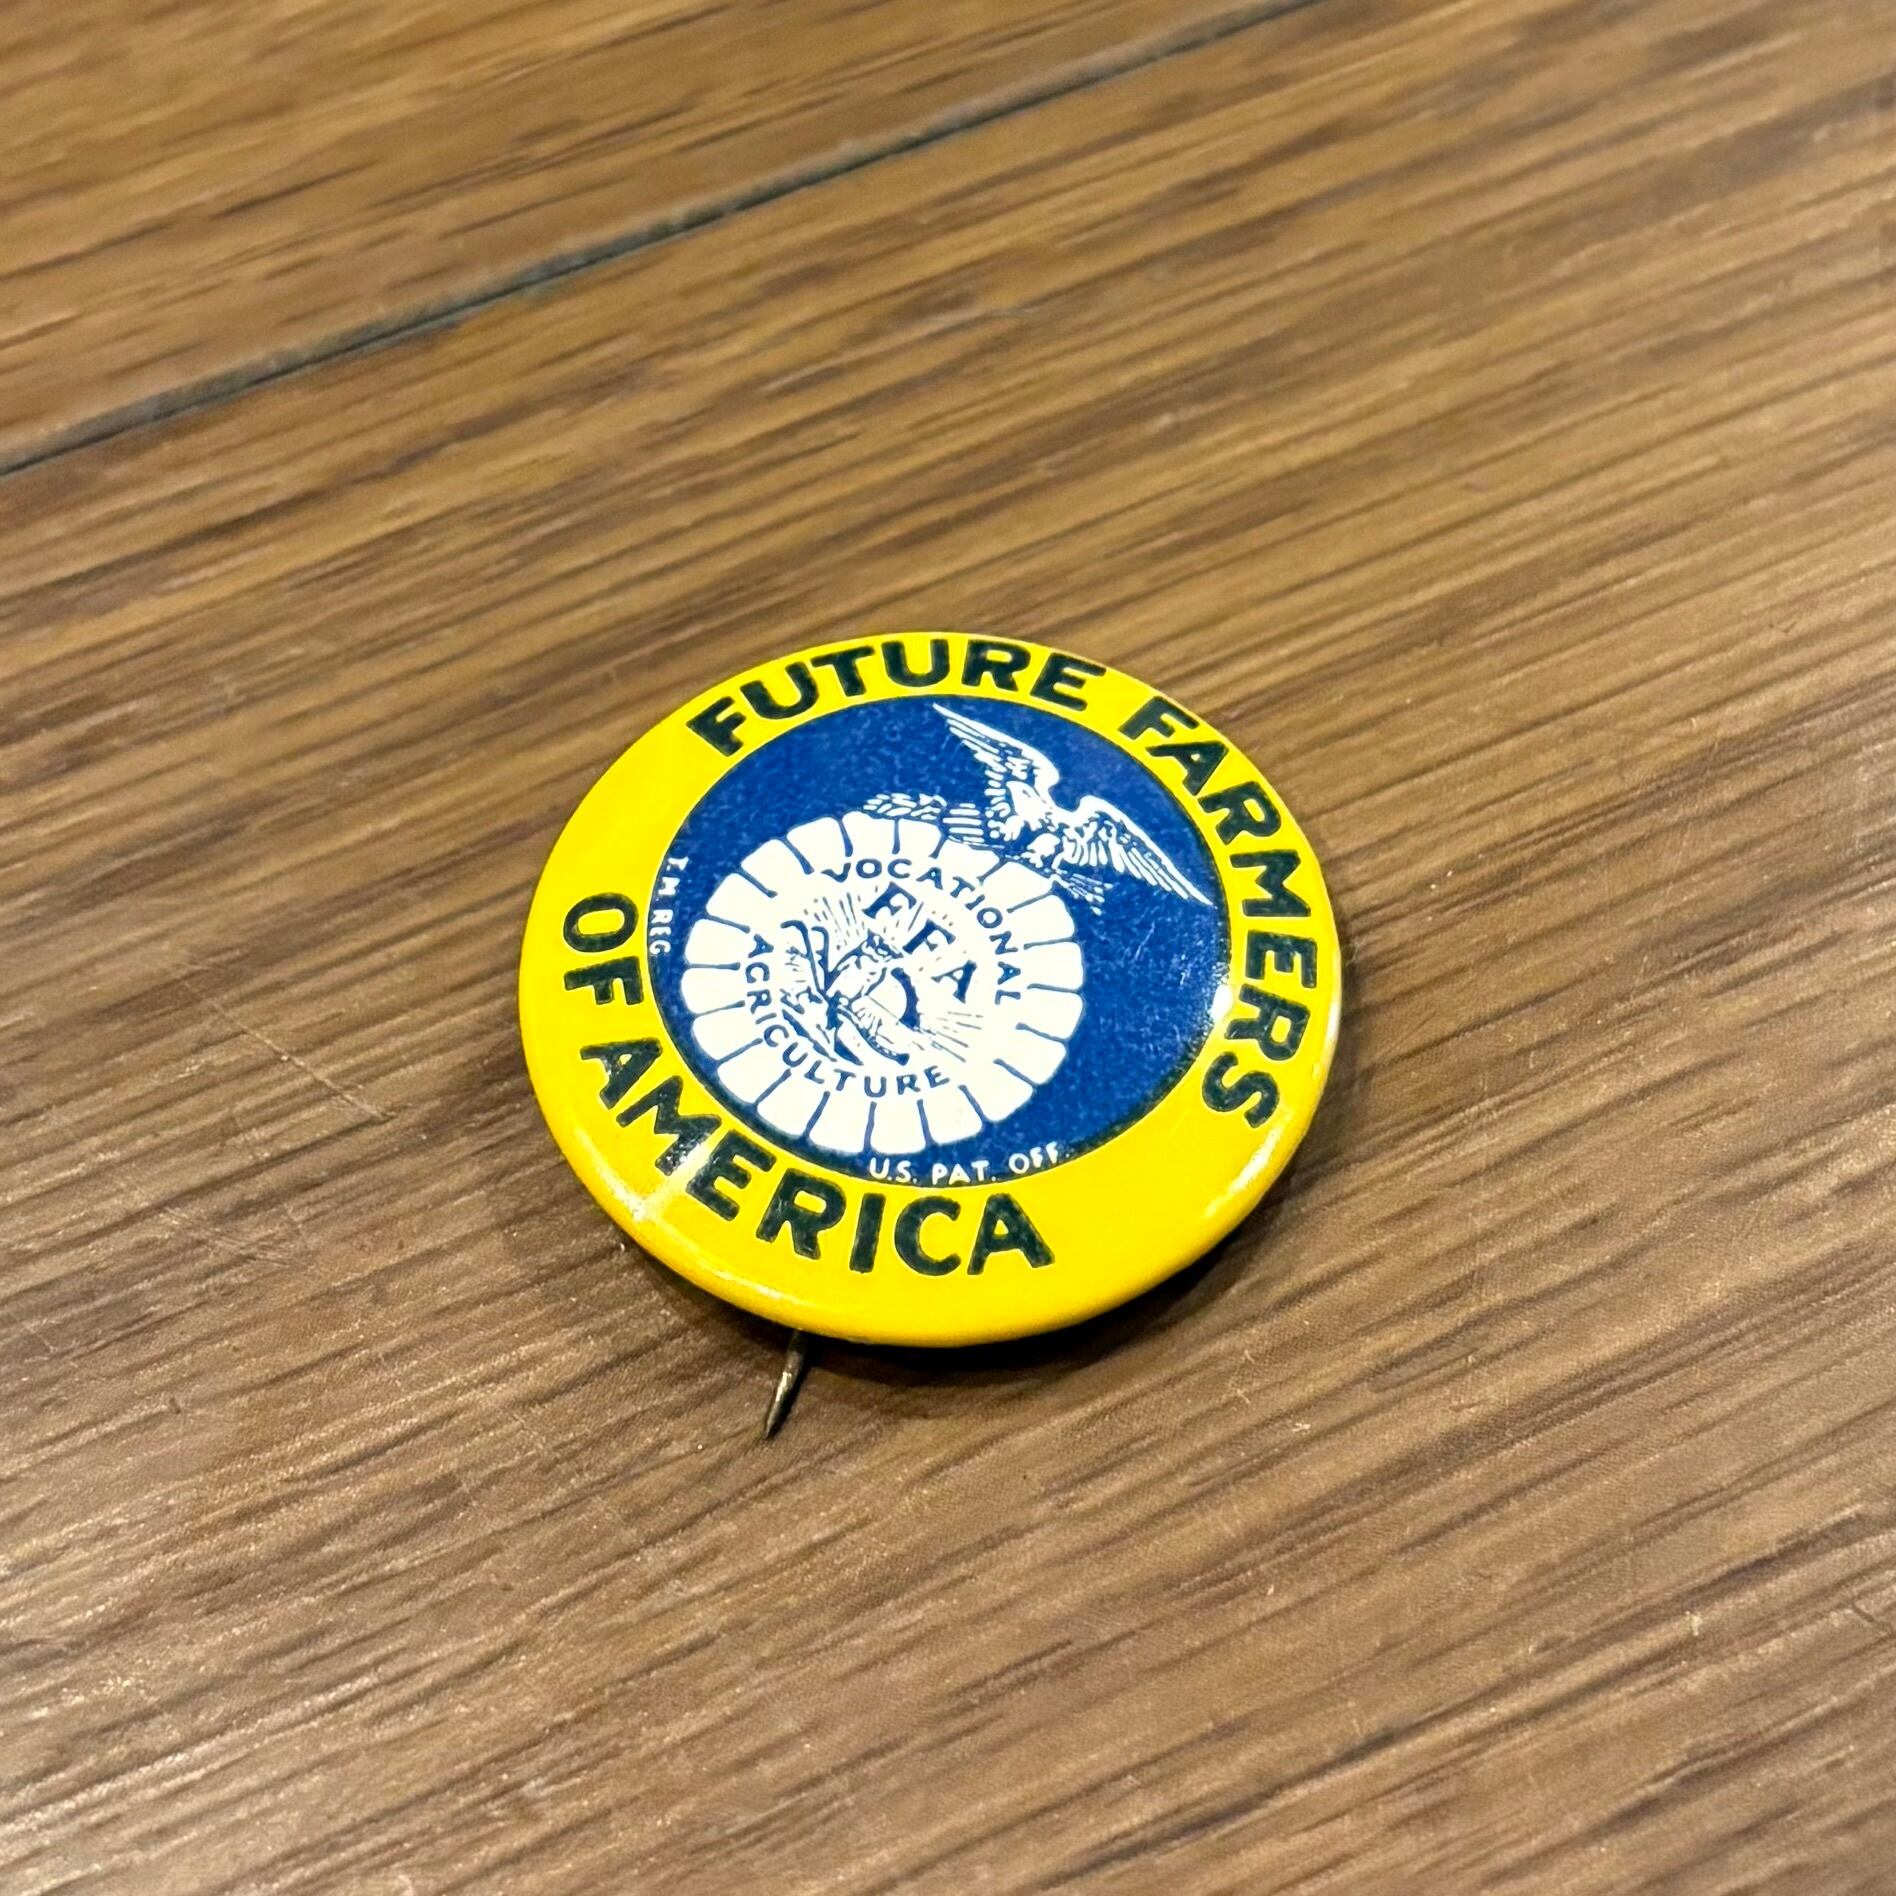 FUTURE FARMERS
OF AMERICA
VOCATIONAL
FFA
AGRICULTURE
T.M. REG.
U.S. PAT. OFF.